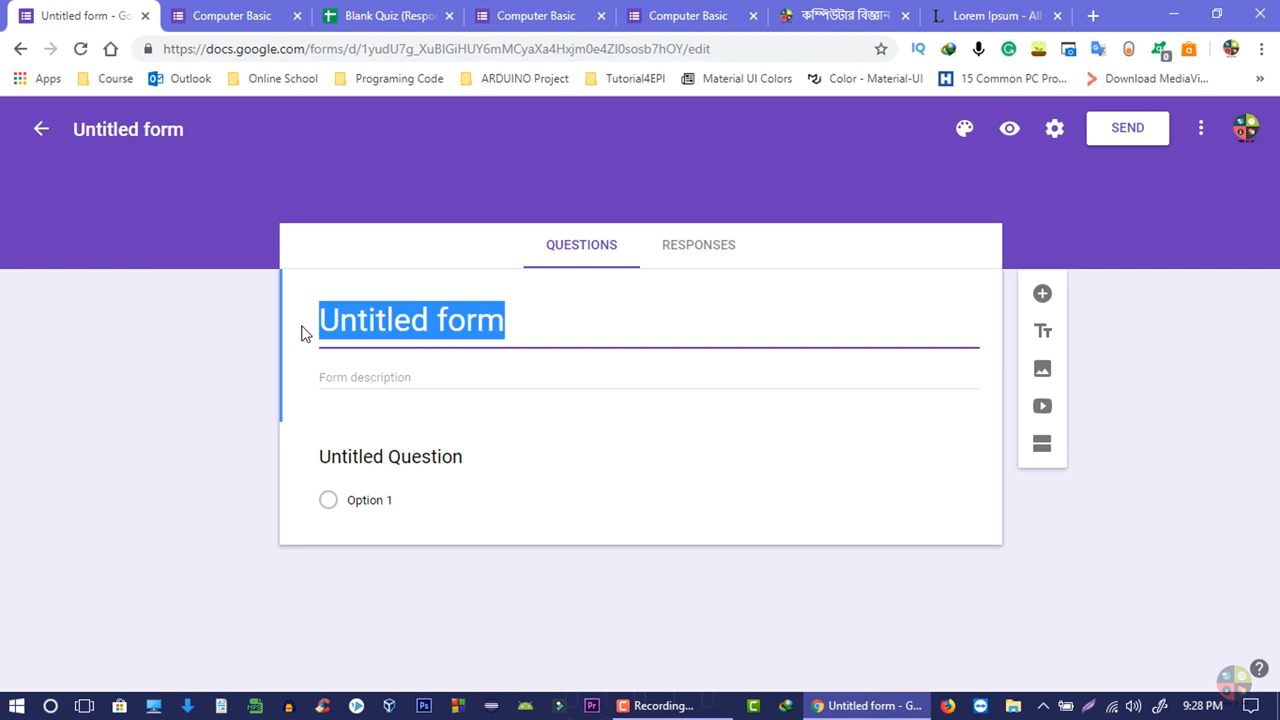 Untitled form - Go
Computer Basic
Blank Quiz (Respo
Computer Basic
Computer Basic
কম্পিউটার বিজ্ঞান
Lorem Ipsum - All
https://docs.google.com/forms/d/1yudU7g_XuBIGiHUY6mMCyaXa4Hxjm0e4ZI0sosb7hOY/edit
IQ
0
Apps
Course
Outlook
Online School
Programing Code
ARDUINO Project
Tutorial4EPI
Material UI Colors
Color - Material-UI
15 Common PC Pro...
Download MediaVi...
»
Untitled form
SEND
QUESTIONS
RESPONSES
Untitled form
Form description
Untitled Question
Option 1
Recording...
Untitled form - G...
9:28 PM